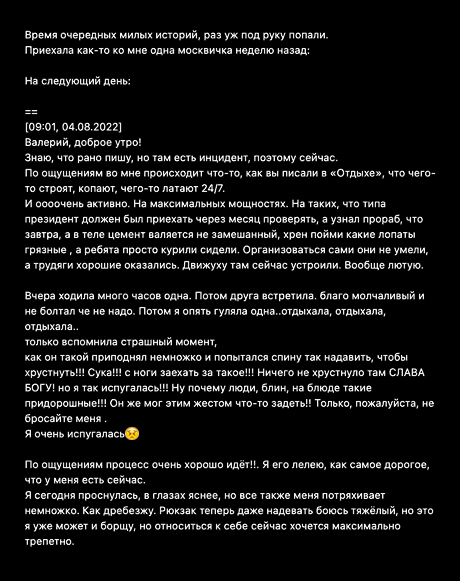 Время очередных милых историй, раз уж под руку попали.
Приехала как-то ко мне одна москвичка неделю назад:
На следующий день:
==
[09:01, 04.08.2022]
Валерий, доброе утро!
Знаю, что рано пишу, но там есть инцидент, поэтому сейчас.
По ощущениям во мне происходит что-то, как вы писали в «Отдыхе», что чего-
то строят, копают, чего-то латают 24/7.
И оооочень активно. На максимальных мощностях. На таких, что типа
президент должен был приехать через месяц проверять, а узнал прораб, что
завтра, а в теле цемент валяется не замешанный, хрен пойми какие лопаты
грязные , а ребята просто курили сидели. Организоваться сами они не умели,
а трудяги хорошие оказались. Движуху там сейчас устроили. Вообще лютую.
Вчера ходила много часов одна. Потом друга встретила. благо молчаливый и
не болтал че не надо. Потом я опять гуляла одна..отдыхала, отдыхала,
отдыхала..
только вспомнила страшный момент,
как он такой приподнял немножко и попытался спину так надавить, чтобы
хрустнуть!!! Сука!!! с ноги заехать за такое!!! Ничего не хрустнуло там СЛАВА
БОГУ! но я так испугалась!!! Ну почему люди, блин, на блюде такие
придорошные!!! Он же мог этим жестом что-то задеть!! Только, пожалуйста, не
бросайте меня .
Я очень испугалась😣
По ощущениям процесс очень хорошо идёт!!. Я его лелею, как самое дорогое,
что у меня есть сейчас.
Я сегодня проснулась, в глазах яснее, но все также меня потряхивает
немножко. Как дребезжу. Рюкзак теперь даже надевать боюсь тяжёлый, но это
я уже может и борщу, но относиться к себе сейчас хочется максимально
трепетно.